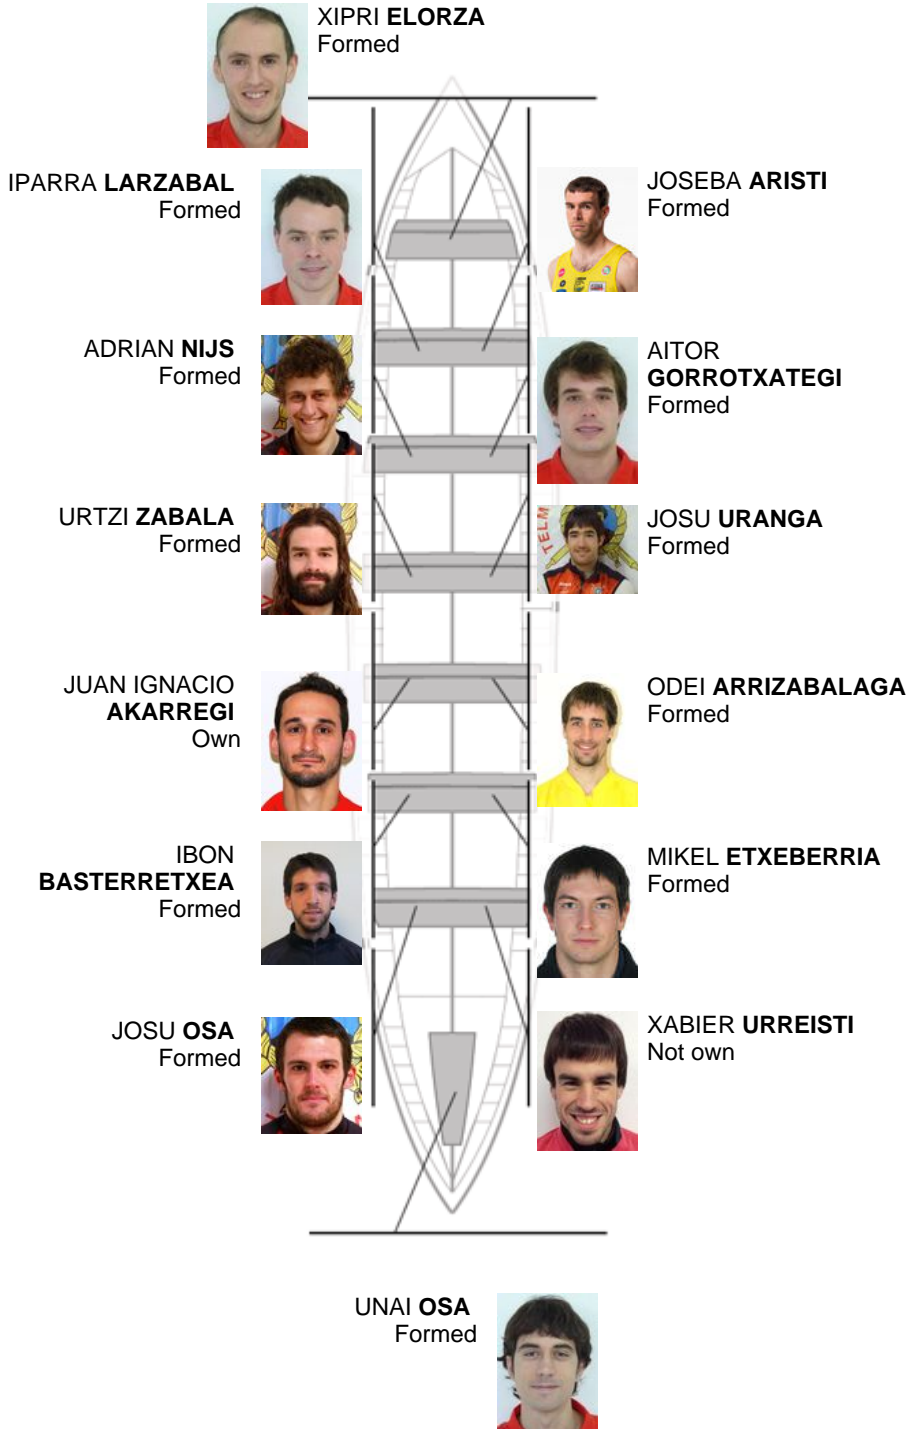 XIPRI ELORZA
Formed
IPARRA LARZABAL
Formed
JOSEBA ARISTI
Formed
ADRIAN NIJS
Formed
AITOR
GORROTXATEGI
Formed
URTZI ZABALA
Formed
JOSU URANGA
Formed
TELM
JUAN IGNACIO
AKARREGI
Own
ODEI ARRIZABALAGA
Formed
IBON
BASTERRETXEA
Formed
MIKEL ETXEBERRIA
Formed
JOSU OSA
Formed
XABIER URREISTI
Not own
UNAI OSA
Formed